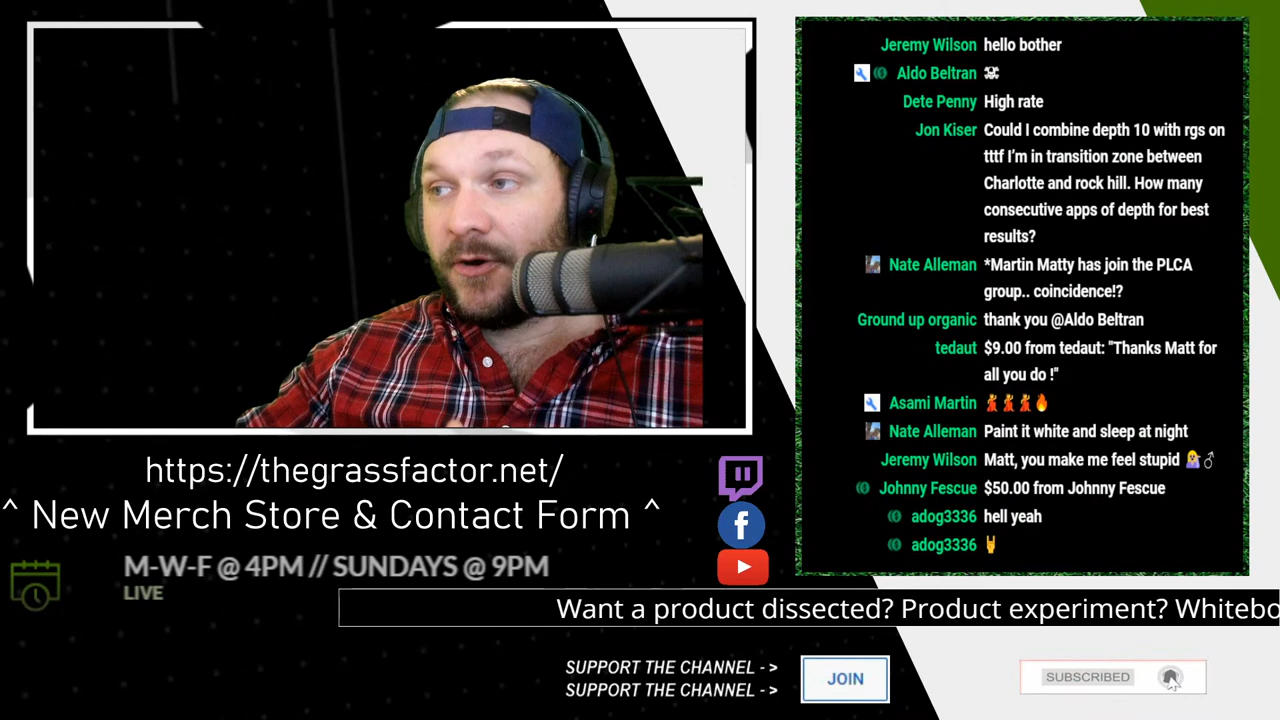 Jeremy Wilson hello bother
Aldo Beltran ☠
Dete Penny High rate
Jon Kiser Could I combine depth 10 with rgs on
tttf I'm in transition zone between
Charlotte and rock hill. How many
consecutive apps of depth for best
results?
Nate Alleman *Martin Matty has join the PLCA
group.. coincidence!?
Ground up organic thank you @Aldo Beltran
tedaut $9.00 from tedaut: "Thanks Matt for
all you do !"
Asami Martin 💃💃💃🔥
Nate Alleman Paint it white and sleep at night
Jeremy Wilson Matt, you make me feel stupid 🤷♂
Johnny Fescue $50.00 from Johnny Fescue
adog3336 hell yeah
adog3336 🤘
https://thegrassfactor.net/
^ New Merch Store & Contact Form ^
M-W-F @ 4PM // SUNDAYS @ 9PM
LIVE
Want a product dissected? Product experiment? Whitebo
SUPPORT THE CHANNEL - >
SUPPORT THE CHANNEL - >
JOIN
SUBSCRIBED